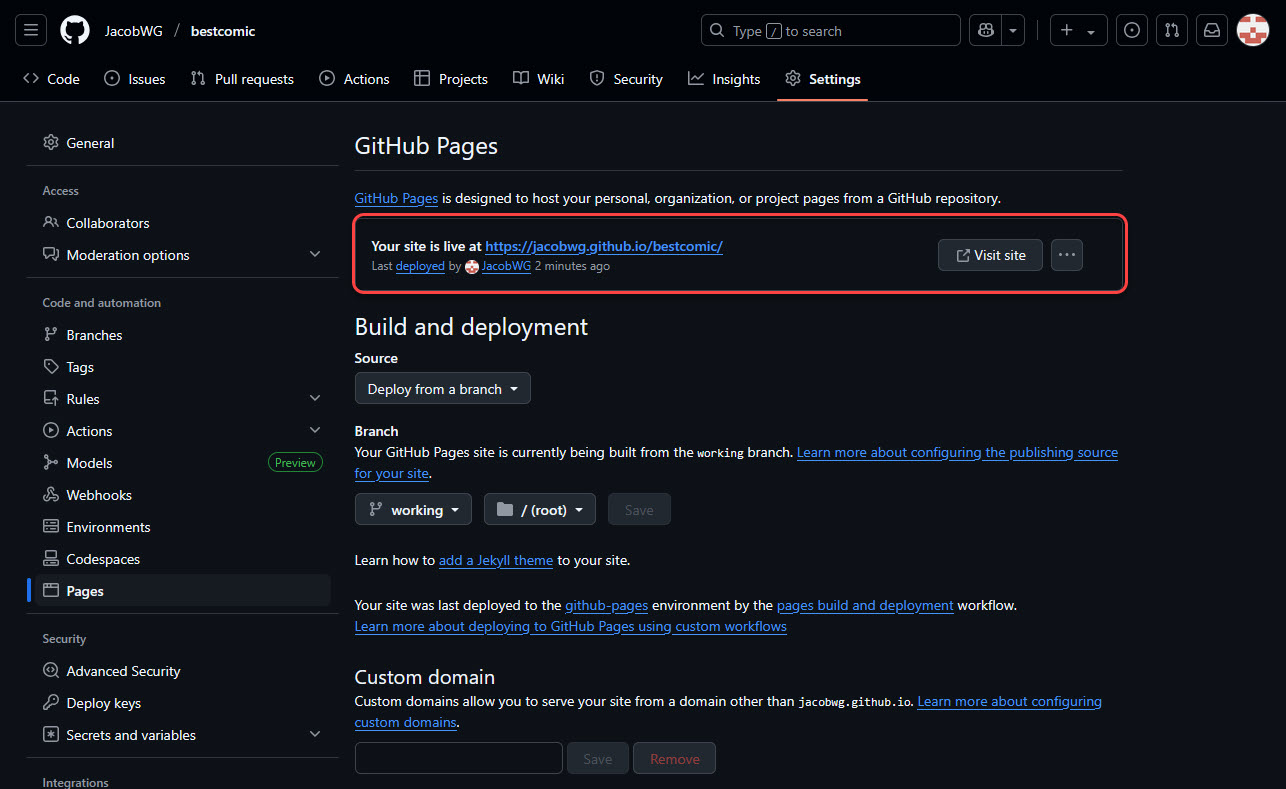 JacobWG / bestcomic
Type / to search
Code
Issues
Pull requests
Actions
Projects
Wiki
Security
Insights
Settings
General
Access
Collaborators
Moderation options
Code and automation
Branches
Tags
Rules
Actions
Models Preview
Webhooks
Environments
Codespaces
Pages
Security
Advanced Security
Deploy keys
Secrets and variables
Integrations
GitHub Pages
GitHub Pages is designed to host your personal, organization, or project pages from a GitHub repository.
Your site is live at https://jacobwg.github.io/bestcomic/
Last deployed by JacobWG 2 minutes ago
Visit site
Build and deployment
Source
Deploy from a branch
Branch
Your GitHub Pages site is currently being built from the working branch. Learn more about configuring the publishing source
for your site.
working
/ (root)
Save
Learn how to add a Jekyll theme to your site.
Your site was last deployed to the github-pages environment by the pages build and deployment workflow.
Learn more about deploying to GitHub Pages using custom workflows
Custom domain
Custom domains allow you to serve your site from a domain other than jacobwg.github.io. Learn more about configuring
custom domains.
Save
Remove